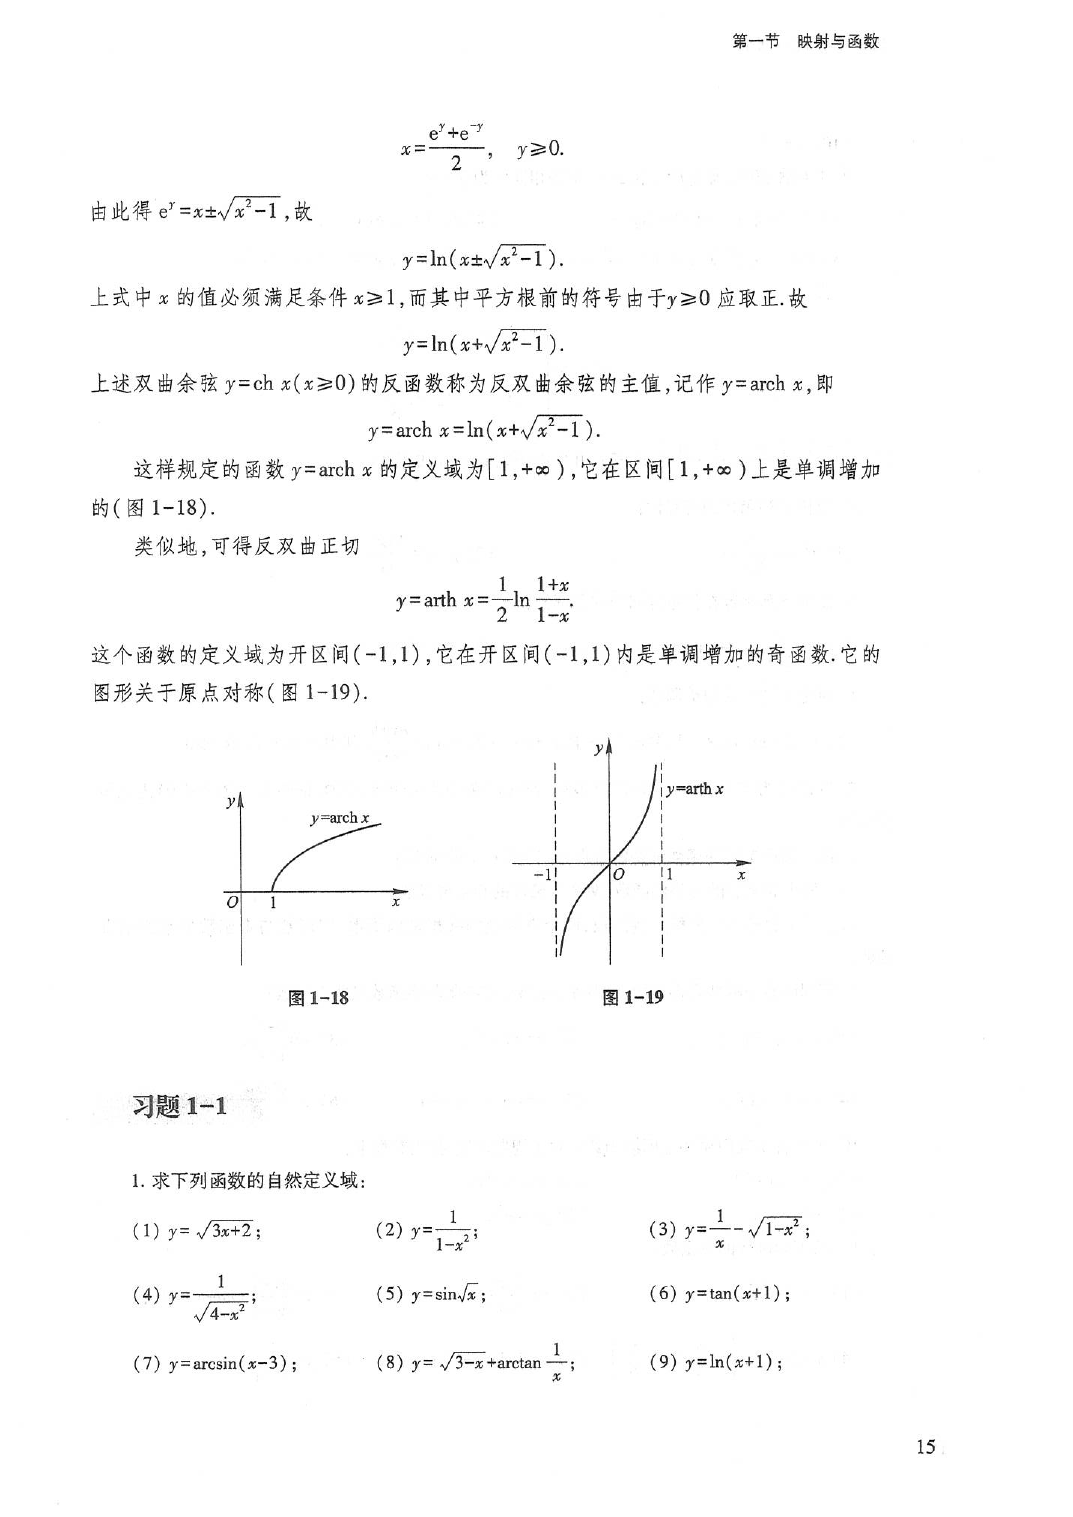 第一节 映射与函数
x=\frac{e^y+e^{-y}}{2}, y≥0.
由此得 e^y=x±√(x²-1),故
y=ln(x±√(x²-1)).
上式中 x 的值必须满足条件 x≥1,而其中平方根前的符号由于y≥0 应取正.故
y=ln(x+√(x²-1)).
上述双曲余弦 y=ch x(x≥0)的反函数称为反双曲余弦的主值,记作 y=arch x,即
y=arch x=ln(x+√(x²-1)).
这样规定的函数 y=arch x 的定义域为[1,+∞),它在区间[1,+∞)上是单调增加
的(图 1-18).
类似地,可得反双曲正切
y=arth x=\frac{1}{2}ln\frac{1+x}{1-x}.
这个函数的定义域为开区间(-1,1),它在开区间(-1,1)内是单调增加的奇函数.它的
图形关于原点对称(图 1-19).
y
y=arch x
O 1 x
y
y=arth x
-1 O 1 x
图 1-18 图 1-19
习题 1-1
1. 求下列函数的自然定义域:
(1) y=√(3x+2); (2) y=\frac{1}{1-x²}; (3) y=\frac{1}{x}-√(1-x²);
(4) y=\frac{1}{√(4-x²)}; (5) y=sin√x; (6) y=tan(x+1);
(7) y=arcsin(x-3); (8) y=√(3-x)+arctan\frac{1}{x}; (9) y=ln(x+1);
15